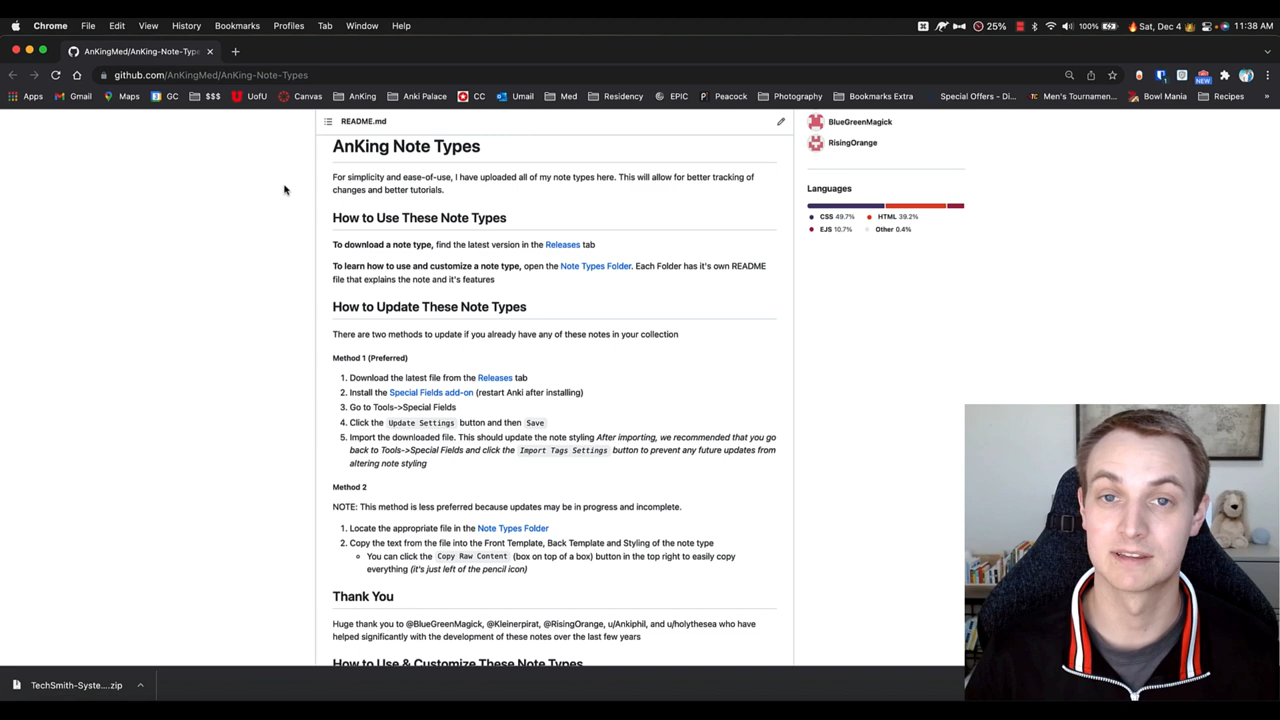 Chrome File Edit View History Bookmarks Profiles Tab Window Help
25% 100% Sat, Dec 4 11:38 AM
AnKingMed/AnKing-Note-Type
github.com/AnKingMed/AnKing-Note-Types
NEW
Apps Gmail Maps GC $$$ UofU Canvas AnKing Anki Palace CC Umail Med Residency EPIC Peacock Photography Bookmarks Extra Special Offers - Di... Men's Tournamen... Bowl Mania Recipes »
README.md
BlueGreenMagick
RisingOrange
Languages
CSS 49.7% HTML 39.2%
EJS 10.7% Other 0.4%
AnKing Note Types
For simplicity and ease-of-use, I have uploaded all of my note types here. This will allow for better tracking of
changes and better tutorials.
How to Use These Note Types
To download a note type, find the latest version in the Releases tab
To learn how to use and customize a note type, open the Note Types Folder. Each Folder has it's own README
file that explains the note and it's features
How to Update These Note Types
There are two methods to update if you already have any of these notes in your collection
Method 1 (Preferred)
1. Download the latest file from the Releases tab
2. Install the Special Fields add-on (restart Anki after installing)
3. Go to Tools->Special Fields
4. Click the Update Settings button and then Save
5. Import the downloaded file. This should update the note styling After importing, we recommended that you go
back to Tools->Special Fields and click the Import Tags Settings button to prevent any future updates from
altering note styling
Method 2
NOTE: This method is less preferred because updates may be in progress and incomplete.
1. Locate the appropriate file in the Note Types Folder
2. Copy the text from the file into the Front Template, Back Template and Styling of the note type
You can click the Copy Raw Content (box on top of a box) button in the top right to easily copy
everything (it's just left of the pencil icon)
Thank You
Huge thank you to @BlueGreenMagick, @Kleinerpirat, @RisingOrange, u/Ankiphil, and u/holythesea who have
helped significantly with the development of these notes over the last few years
How to Use & Customize These Note Types
TechSmith-Syste....zip